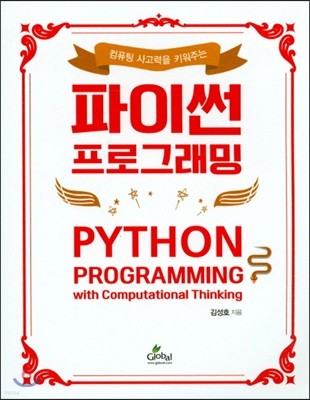 컴퓨팅 사고력을 키워주는
파이썬
프로그래밍
PYTHON
PROGRAMMING
with Computational Thinking
김성호 지음
Global